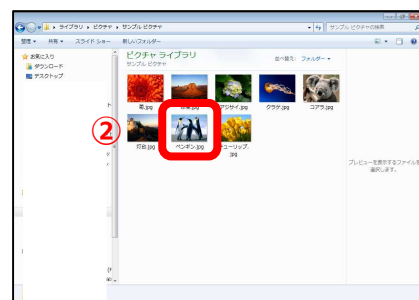 ライブラリ ▸ ピクチャ ▸ サンプル ピクチャ
サンプル ピクチャの検索
整理 ▾ 共有 ▾ スライド ショー 新しいフォルダー
お気に入り
ダウンロード
デスクトップ
ピクチャ ライブラリ
サンプル ピクチャ
並べ替え: フォルダー ▾
菊.jpg
アジサイ.jpg
クラゲ.jpg
コアラ.jpg
②
灯台.jpg
ペンギン.jpg
チューリップ.jpg
プレビューを表示するファイルを
選択します。